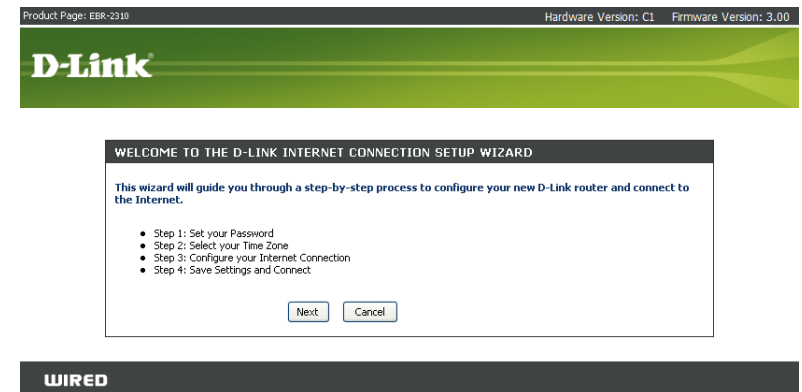 Product Page: EBR-2310 Hardware Version: C1 Firmware Version: 3.00
D-Link
WELCOME TO THE D-LINK INTERNET CONNECTION SETUP WIZARD
This wizard will guide you through a step-by-step process to configure your new D-Link router and connect to
the Internet.
• Step 1: Set your Password
• Step 2: Select your Time Zone
• Step 3: Configure your Internet Connection
• Step 4: Save Settings and Connect
Next Cancel
WIRED